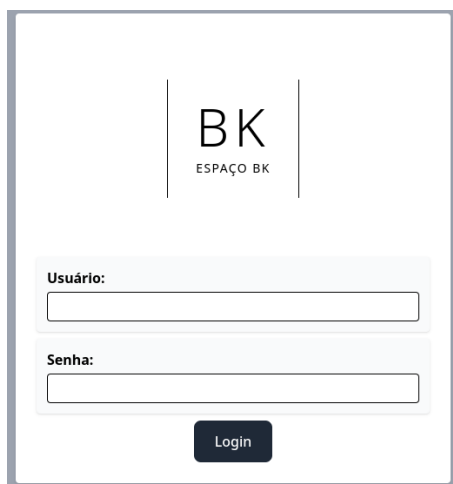 BK
ESPAÇO BK
Usuário:
Senha:
Login